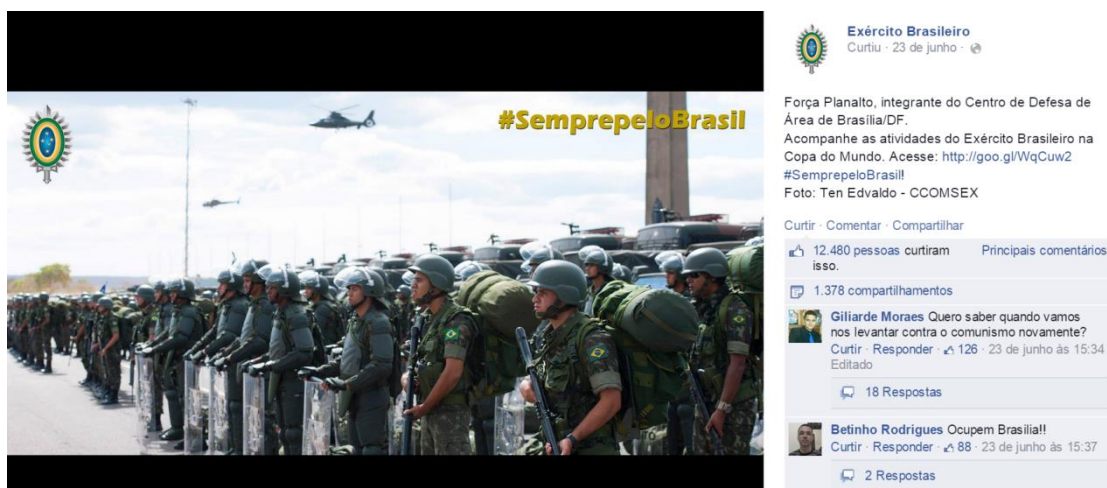 #SemprepeloBrasil
Exército Brasileiro
Curtiu · 23 de junho ·
Força Planalto, integrante do Centro de Defesa de
Área de Brasília/DF.
Acompanhe as atividades do Exército Brasileiro na
Copa do Mundo. Acesse: http://goo.gl/WqCuw2
#SemprepeloBrasil!
Foto: Ten Edvaldo - CCOMSEX
Curtir · Comentar · Compartilhar
12.480 pessoas curtiram Principais comentários
isso.
1.378 compartilhamentos
Giliarde Moraes Quero saber quando vamos
nos levantar contra o comunismo novamente?
Curtir · Responder · 126 · 23 de junho às 15:34
Editado
18 Respostas
Betinho Rodrigues Ocupem Brasilia!!
Curtir · Responder · 88 · 23 de junho às 15:37
2 Respostas